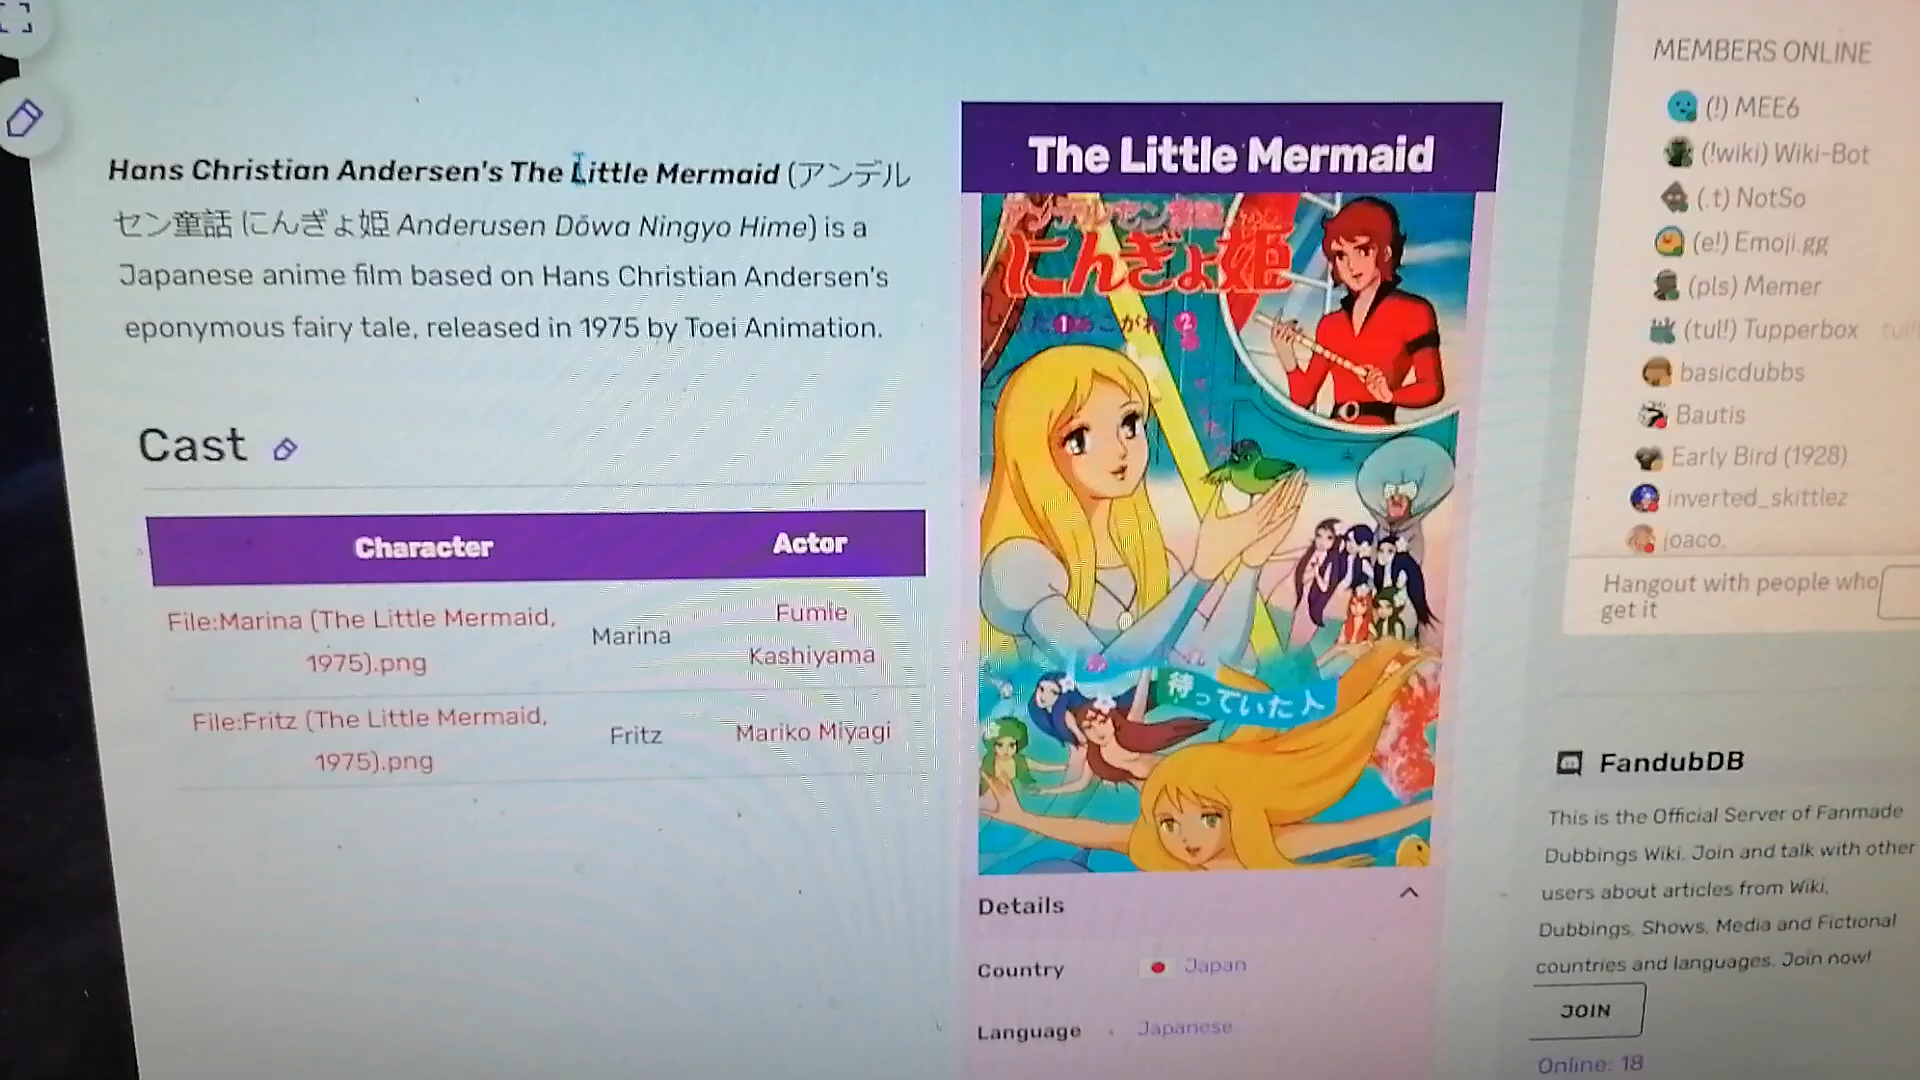 Hans Christian Andersen's The Little Mermaid (アンデル
セン童話 にんぎょ姫 Anderusen Dōwa Ningyo Hime) is a
Japanese anime film based on Hans Christian Andersen's
eponymous fairy tale, released in 1975 by Toei Animation.
Cast
Character Actor
File:Marina (The Little Mermaid,
1975).png
Marina
Fumie
Kashiyama
File:Fritz (The Little Mermaid,
1975).png
Fritz
Mariko Miyagi
The Little Mermaid
にんぎょ姫
待っていた人
Details
Country Japan
Language Japanese
MEMBERS ONLINE
(!) MEE6
(!wiki) Wiki-Bot
(.t) NotSo
(e!) Emoji.gg
(pls) Memer
(tul!) Tupperbox
basicdubbs
Bautis
Early Bird (1928)
inverted_skittlez
joaco.
Hangout with people who
get it
FandubDB
This is the Official Server of Fanmade
Dubbings Wiki. Join and talk with other
users about articles from Wiki,
Dubbings, Shows, Media and Fictional
countries and languages. Join now!
JOIN
Online: 18